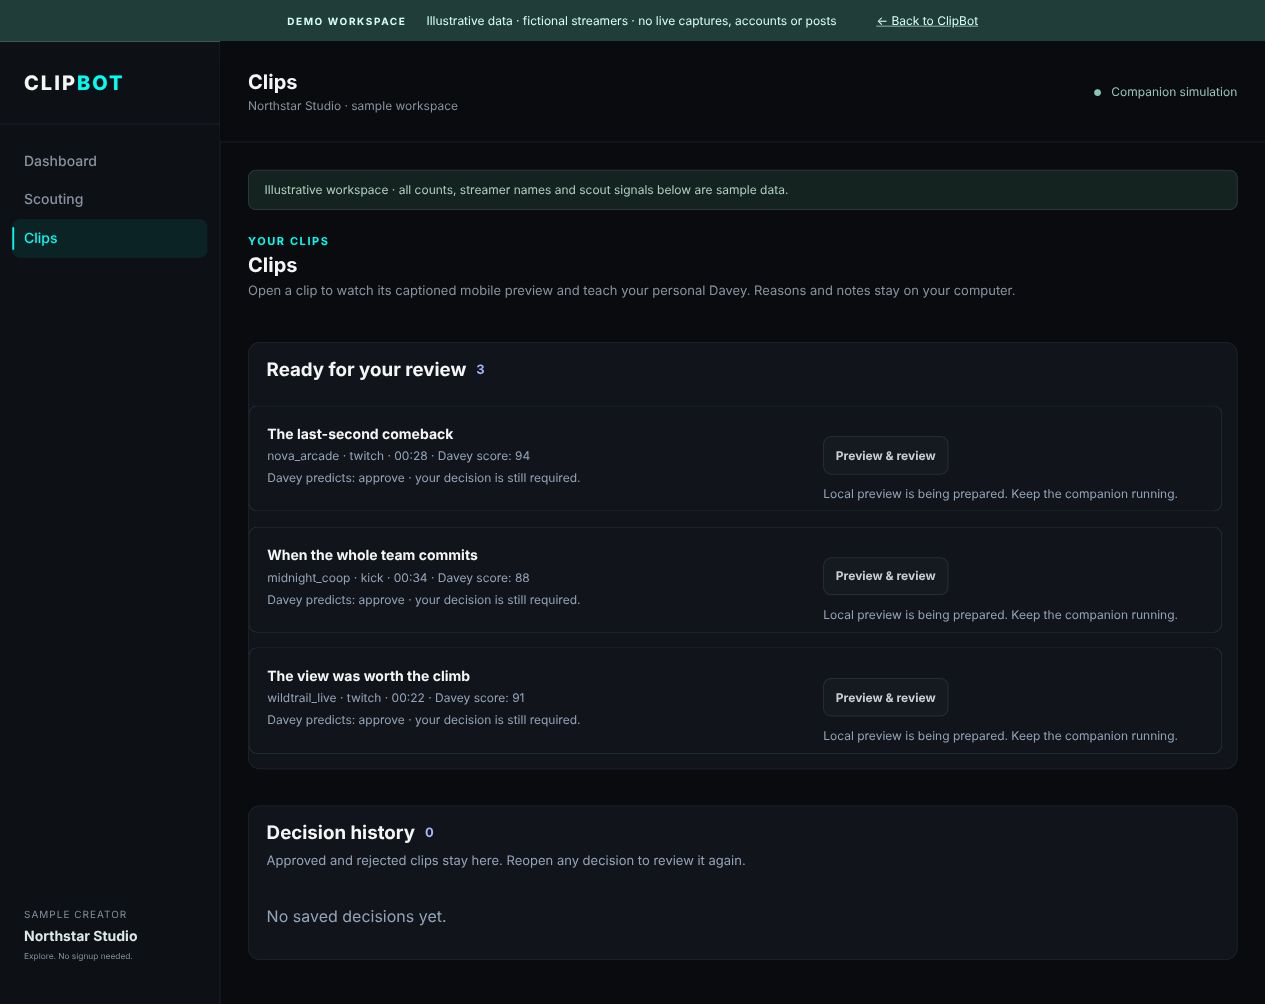 DEMO WORKSPACE Illustrative data · fictional streamers · no live captures, accounts or posts ← Back to ClipBot
CLIPBOT
Dashboard
Scouting
Clips
SAMPLE CREATOR
Northstar Studio
Explore. No signup needed.
Clips
Northstar Studio · sample workspace
Companion simulation
Illustrative workspace · all counts, streamer names and scout signals below are sample data.
YOUR CLIPS
Clips
Open a clip to watch its captioned mobile preview and teach your personal Davey. Reasons and notes stay on your computer.
Ready for your review 3
The last-second comeback
nova_arcade · twitch · 00:28 · Davey score: 94
Davey predicts: approve · your decision is still required.
Preview & review
Local preview is being prepared. Keep the companion running.
When the whole team commits
midnight_coop · kick · 00:34 · Davey score: 88
Davey predicts: approve · your decision is still required.
Preview & review
Local preview is being prepared. Keep the companion running.
The view was worth the climb
wildtrail_live · twitch · 00:22 · Davey score: 91
Davey predicts: approve · your decision is still required.
Preview & review
Local preview is being prepared. Keep the companion running.
Decision history 0
Approved and rejected clips stay here. Reopen any decision to review it again.
No saved decisions yet.